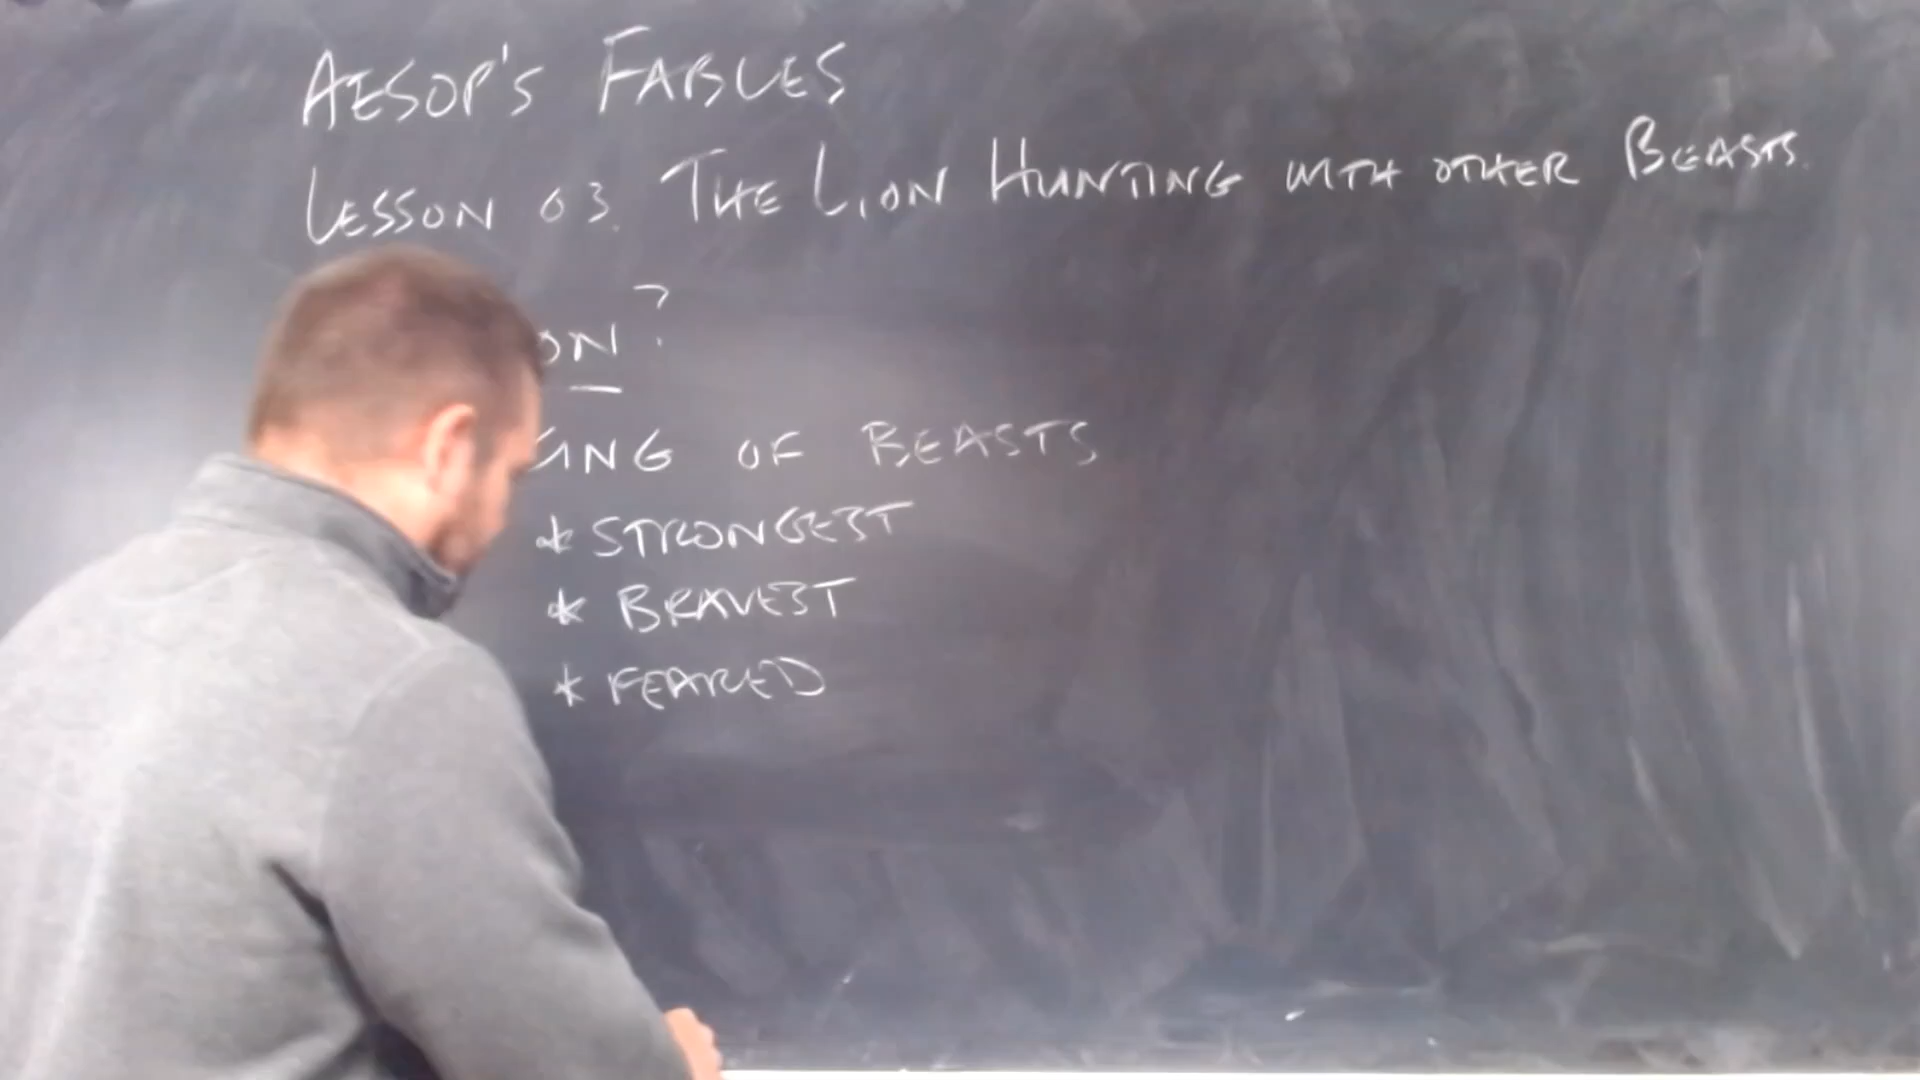 AESOP'S FABLES
LESSON 03. THE LION HUNTING WITH OTHER BEASTS.
ON?
ING OF BEASTS
* STRONGEST
* BRAVEST
* FEARED